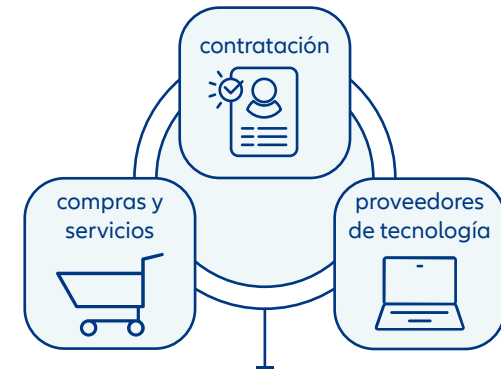 contratación
compras y
servicios
proveedores
de tecnología